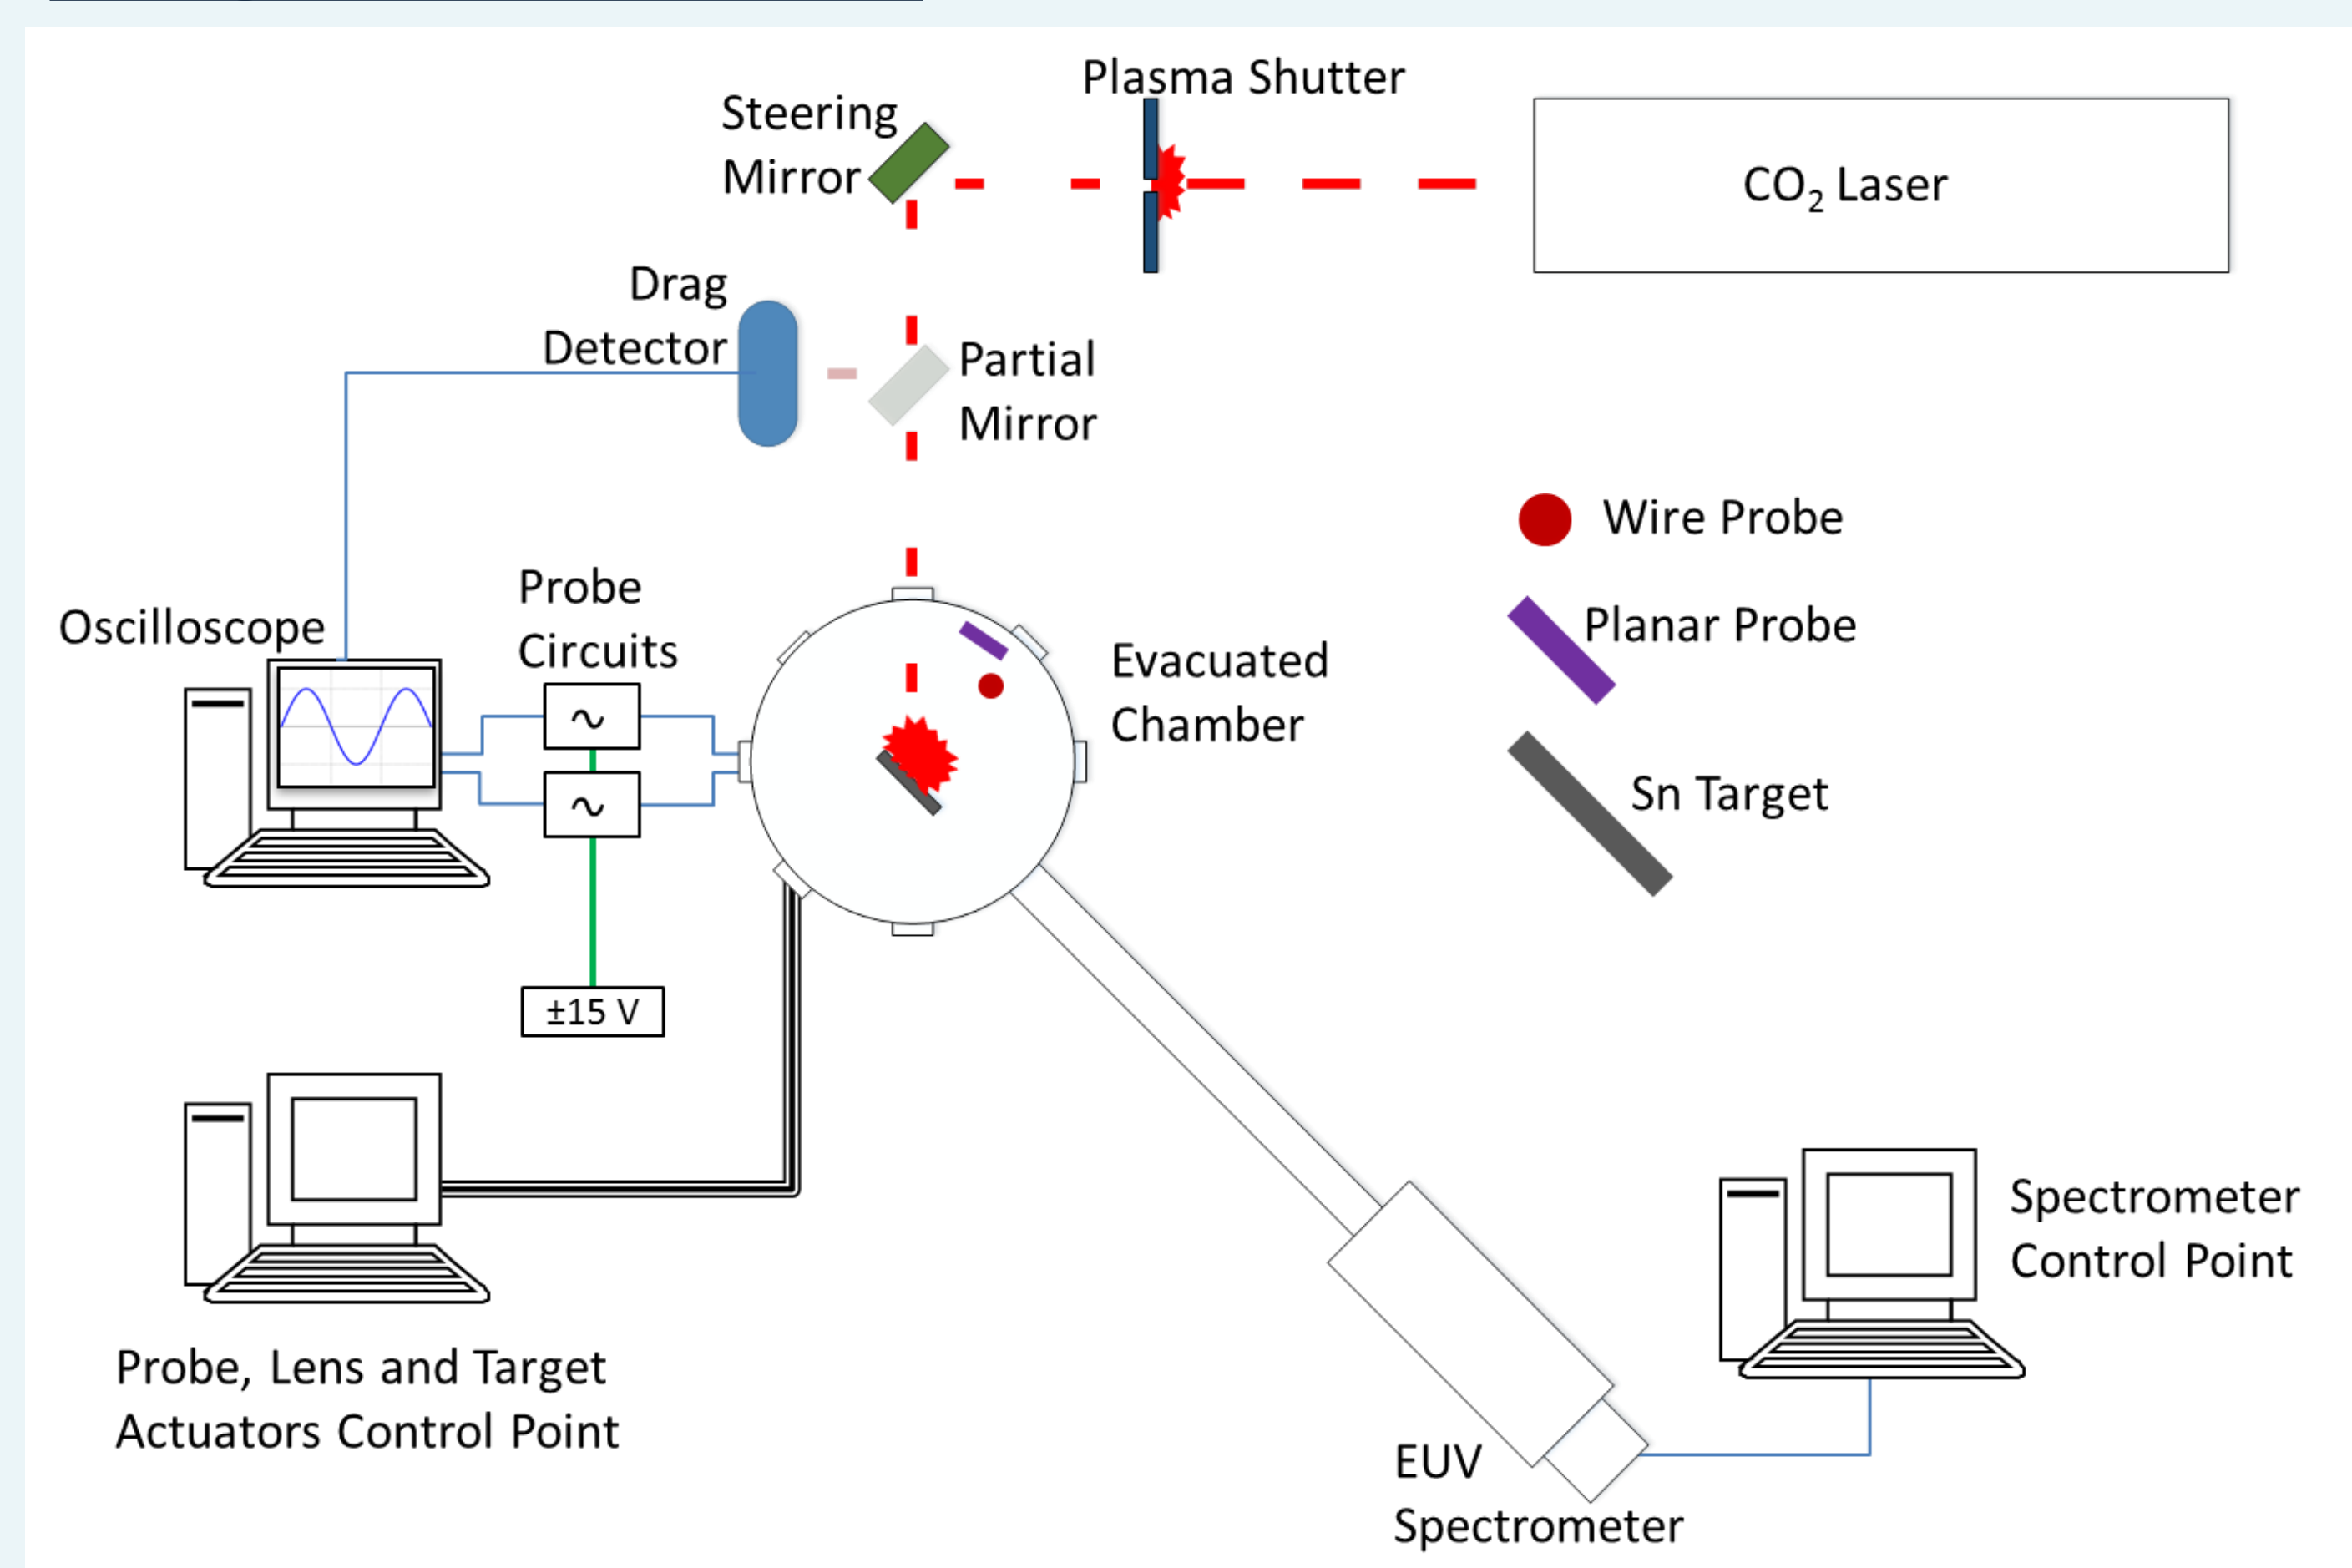 Plasma Shutter
Steering
Mirror
CO₂ Laser
Drag
Detector
Partial
Mirror
Wire Probe
Probe
Circuits
Oscilloscope
Planar Probe
Evacuated
Chamber
~
~
Sn Target
±15 V
Spectrometer
Control Point
Probe, Lens and Target
Actuators Control Point
EUV
Spectrometer